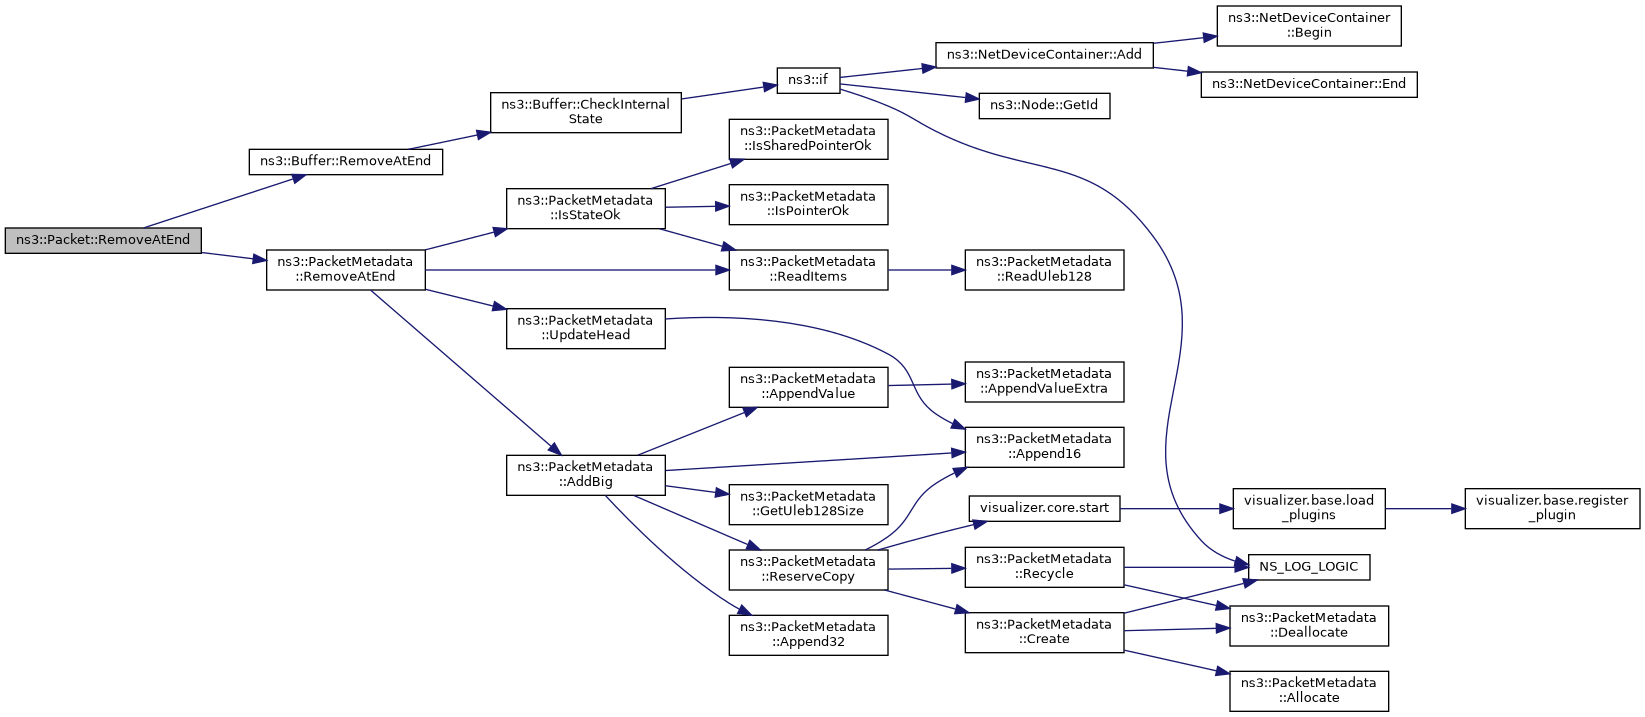 ns3::Packet::RemoveAtEnd
ns3::Buffer::RemoveAtEnd
ns3::PacketMetadata
::RemoveAtEnd
ns3::Buffer::CheckInternal
State
ns3::PacketMetadata
::IsStateOk
ns3::PacketMetadata
::UpdateHead
ns3::PacketMetadata
::AddBig
ns3::if
ns3::PacketMetadata
::IsSharedPointerOk
ns3::PacketMetadata
::IsPointerOk
ns3::PacketMetadata
::ReadItems
ns3::PacketMetadata
::AppendValue
ns3::PacketMetadata
::GetUleb128Size
ns3::PacketMetadata
::ReserveCopy
ns3::PacketMetadata
::Append32
ns3::NetDeviceContainer::Add
ns3::Node::GetId
ns3::PacketMetadata
::ReadUleb128
ns3::PacketMetadata
::AppendValueExtra
ns3::PacketMetadata
::Append16
visualizer.core.start
ns3::PacketMetadata
::Recycle
ns3::PacketMetadata
::Create
ns3::NetDeviceContainer
::Begin
ns3::NetDeviceContainer::End
visualizer.base.load
_plugins
NS_LOG_LOGIC
ns3::PacketMetadata
::Deallocate
ns3::PacketMetadata
::Allocate
visualizer.base.register
_plugin